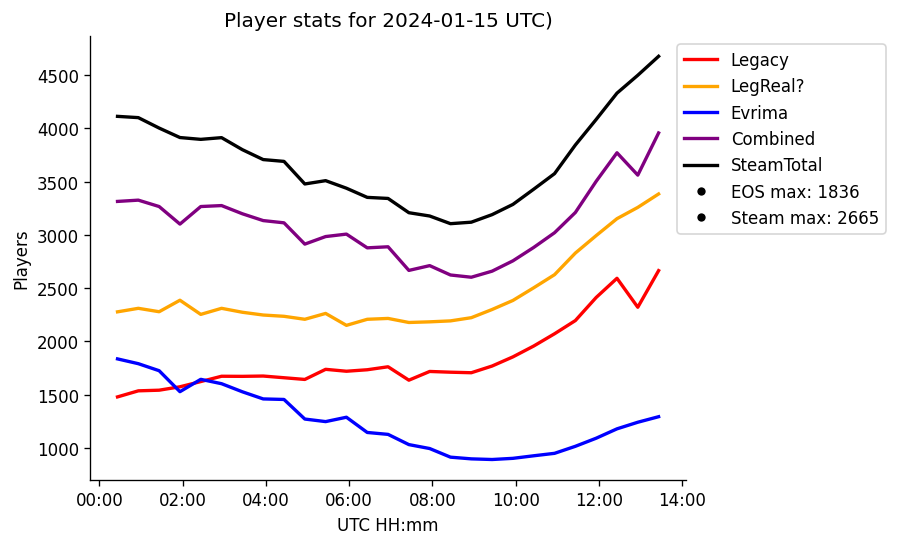 Player stats for 2024-01-15 UTC)
Legacy
LegReal?
Evrima
Combined
SteamTotal
EOS max: 1836
Steam max: 2665
Players
4500
4000
3500
3000
2500
2000
1500
1000
00:00 02:00 04:00 06:00 08:00 10:00 12:00 14:00
UTC HH:mm